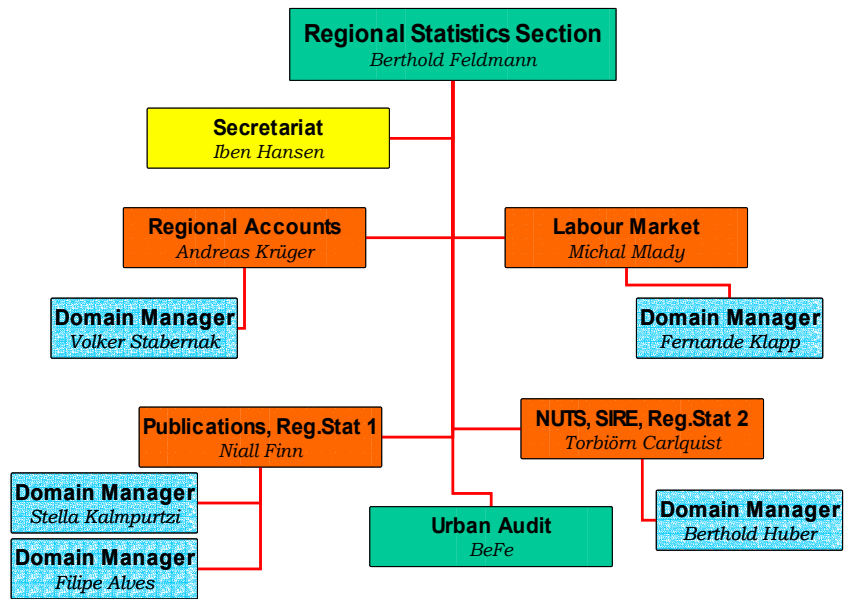 Regional Statistics Section
Berthold Feldmann
Secretariat
Iben Hansen
Regional Accounts
Andreas Krüger
Labour Market
Michal Mlady
Domain Manager
Volker Stabernak
Domain Manager
Fernande Klapp
Publications, Reg.Stat 1
Niall Finn
NUTS, SIRE, Reg.Stat 2
Torbiörn Carlquist
Domain Manager
Stella Kalmpurtzi
Domain Manager
Filipe Alves
Urban Audit
BeFe
Domain Manager
Berthold Huber